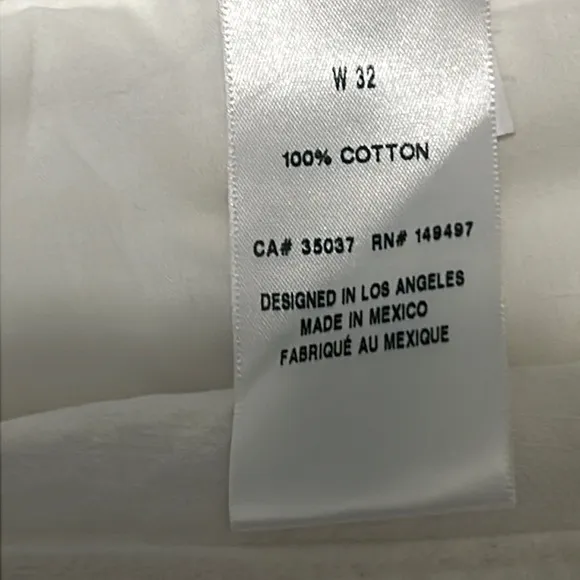 W 32
100% COTTON
CA# 35037 RN# 149497
DESIGNED IN LOS ANGELES
MADE IN MEXICO
FABRIQUÉ AU MEXIQUE